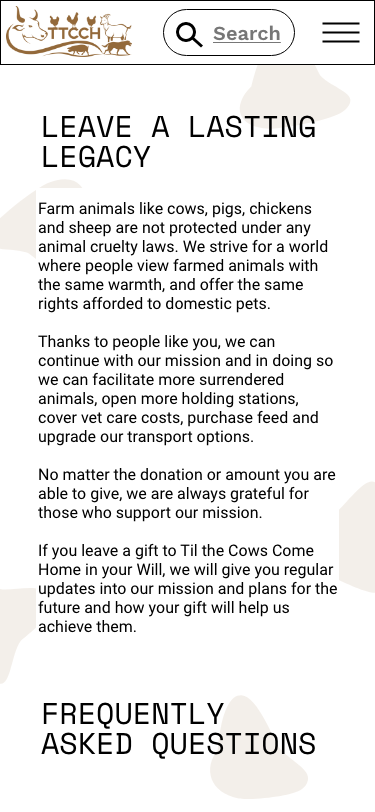 TTCCH
Search
LEAVE A LASTING
LEGACY
Farm animals like cows, pigs, chickens
and sheep are not protected under any
animal cruelty laws. We strive for a world
where people view farmed animals with
the same warmth, and offer the same
rights afforded to domestic pets.
Thanks to people like you, we can
continue with our mission and in doing so
we can facilitate more surrendered
animals, open more holding stations,
cover vet care costs, purchase feed and
upgrade our transport options.
No matter the donation or amount you are
able to give, we are always grateful for
those who support our mission.
If you leave a gift to Til the Cows Come
Home in your Will, we will give you regular
updates into our mission and plans for the
future and how your gift will help us
achieve them.
FREQUENTLY
ASKED QUESTIONS